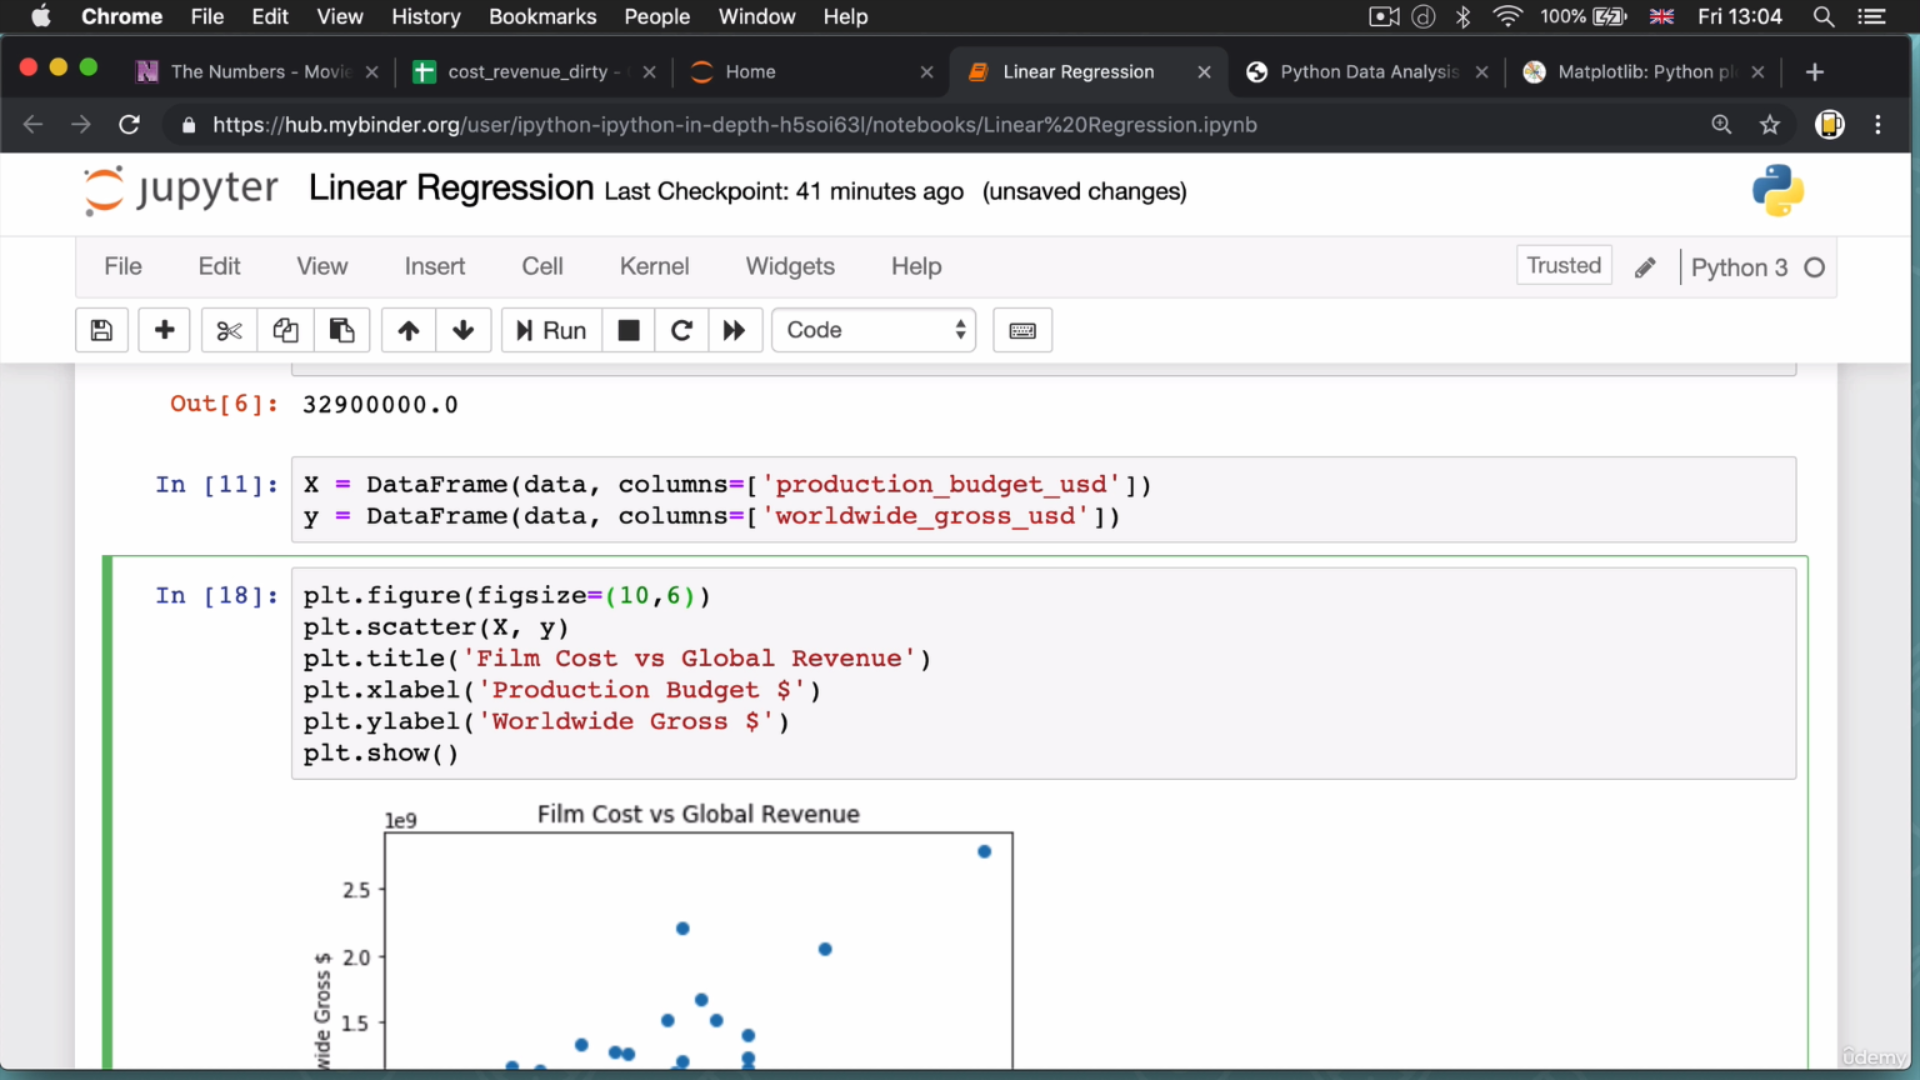 Chrome File Edit View History Bookmarks People Window Help 100% Fri 13:04
The Numbers - Movie cost_revenue_dirty - Home Linear Regression Python Data Analysis Matplotlib: Python
https://hub.mybinder.org/user/ipython-ipython-in-depth-h5soi63l/notebooks/Linear%20Regression.ipynb
jupyter Linear Regression Last Checkpoint: 41 minutes ago (unsaved changes)
File Edit View Insert Cell Kernel Widgets Help Trusted Python 3
Run Code
Out[6]: 32900000.0
In [11]: X = DataFrame(data, columns=['production_budget_usd'])
y = DataFrame(data, columns=['worldwide_gross_usd'])
In [18]: plt.figure(figsize=(10,6))
plt.scatter(X, y)
plt.title('Film Cost vs Global Revenue')
plt.xlabel('Production Budget $')
plt.ylabel('Worldwide Gross $')
plt.show()
Film Cost vs Global Revenue
1e9
2.5
2.0
1.5
wide Gross $
ûdemy